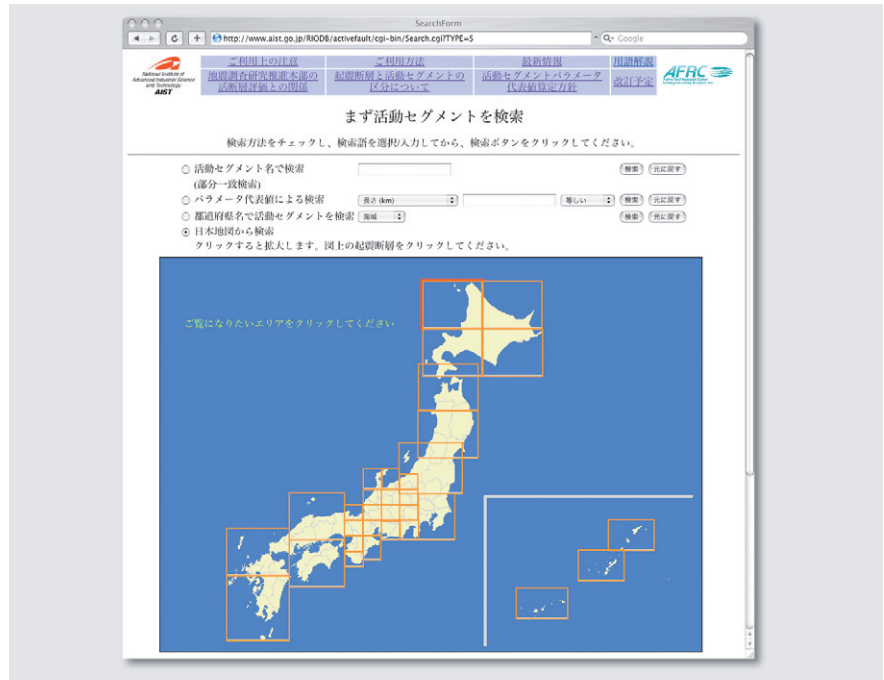 SearchForm
http://www.aist.go.jp/RIODB/activefault/cgi-bin/Search.cgi?TYPE=S
Google
National Institute of
Advanced Industrial Science
and Technology
AIST
ご利用上の注意
ご利用方法
最新情報
用語解説
地震調査研究推進本部の
活断層評価との関係
起震断層と活動セグメントの
区分について
活動セグメントパラメータ
代表値算定方針
改訂予定
AFRC
まず活動セグメントを検索
検索方法をチェックし、検索語を選択/入力してから、検索ボタンをクリックしてください。
活動セグメント名で検索
検索
元に戻す
(部分一致検索)
パラメータ代表値による検索
長さ (km)
等しい
検索
元に戻す
都道府県名で活動セグメントを検索
海域
検索
元に戻す
日本地図から検索
クリックすると拡大します。図上の起震断層をクリックしてください。
ご覧になりたいエリアをクリックしてください